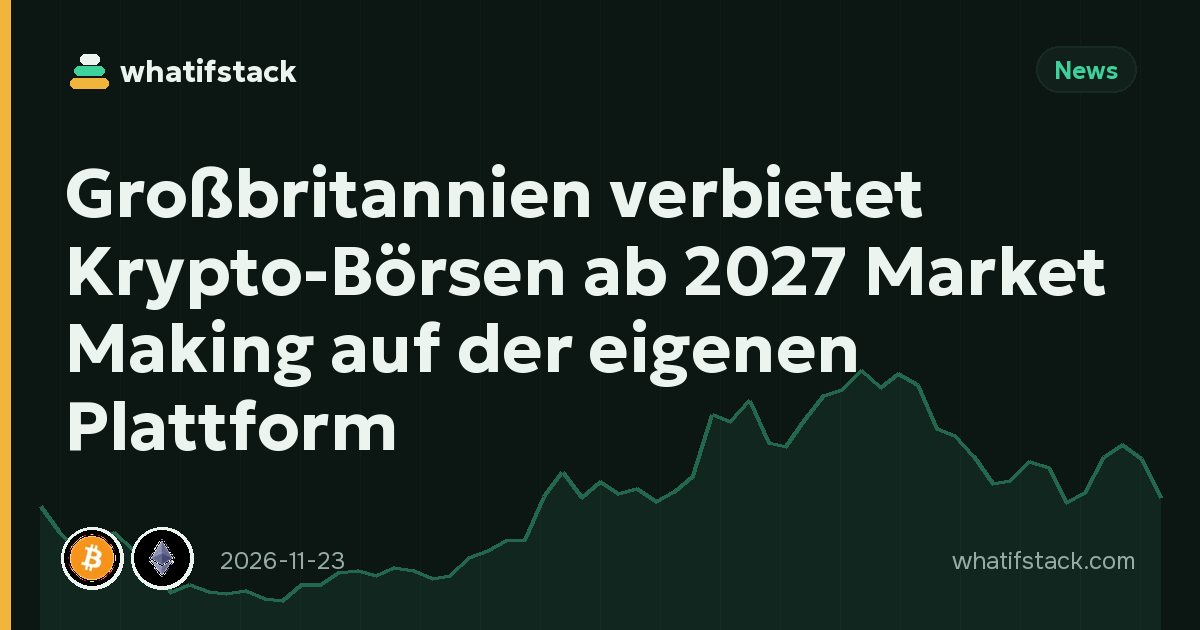 whatifstack
News
Großbritannien verbietet
Krypto-Börsen ab 2027 Market
Making auf der eigenen
Plattform
2026-11-23
whatifstack.com